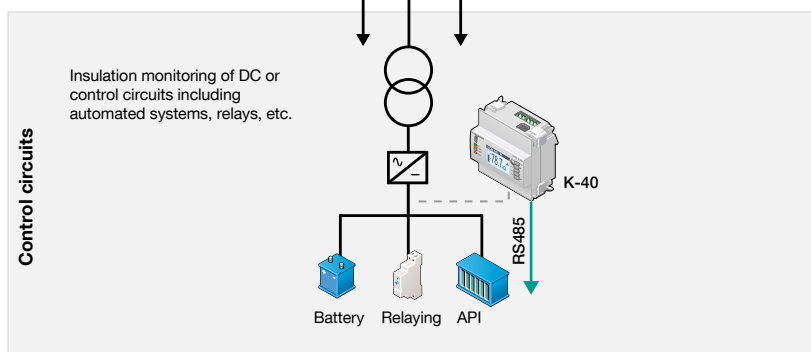 Insulation monitoring of DC or
control circuits including
automated systems, relays, etc.
Control circuits
K-40
RS485
Battery
Relaying
API